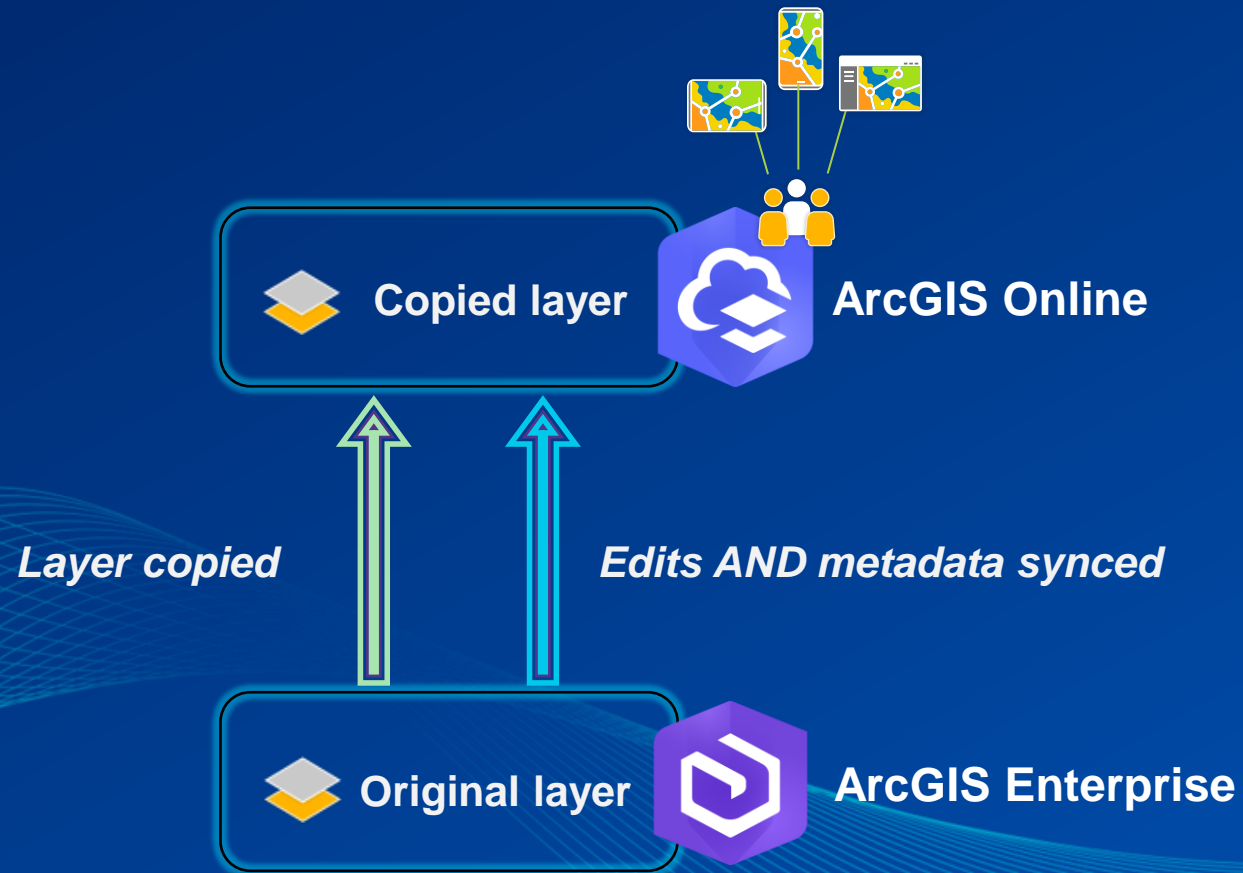 Copied layer
ArcGIS Online
Layer copied
Edits AND metadata synced
Original layer
ArcGIS Enterprise